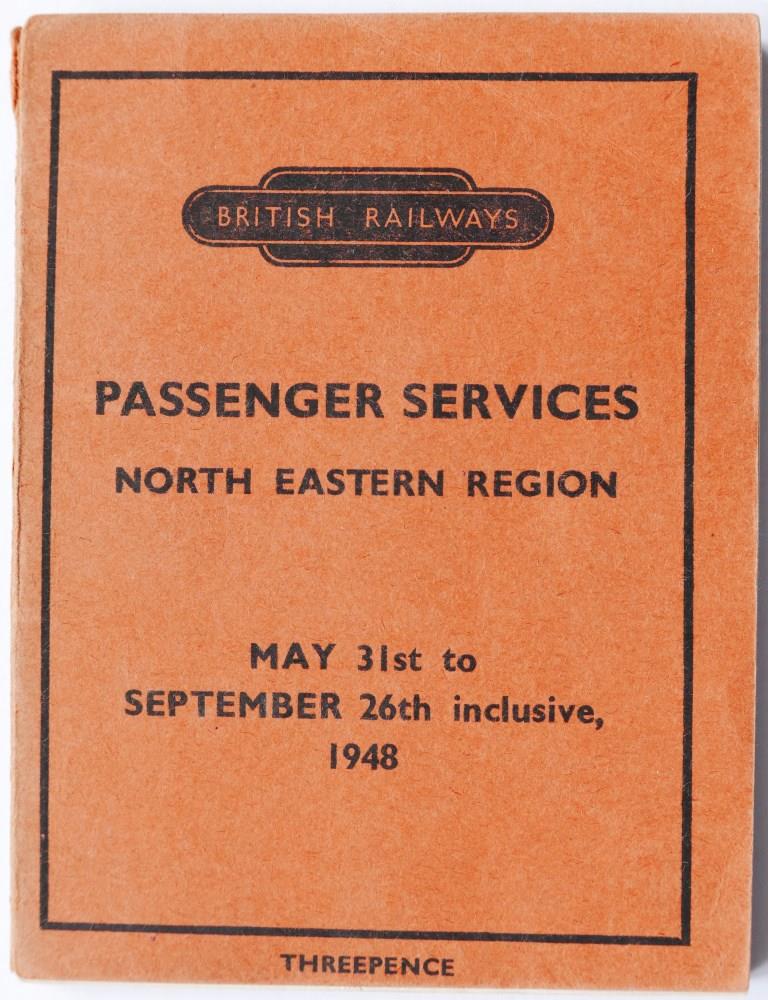 BRITISH RAILWAYS
PASSENGER SERVICES
NORTH EASTERN REGION
MAY 31st to
SEPTEMBER 26th inclusive,
1948
THREEPENCE